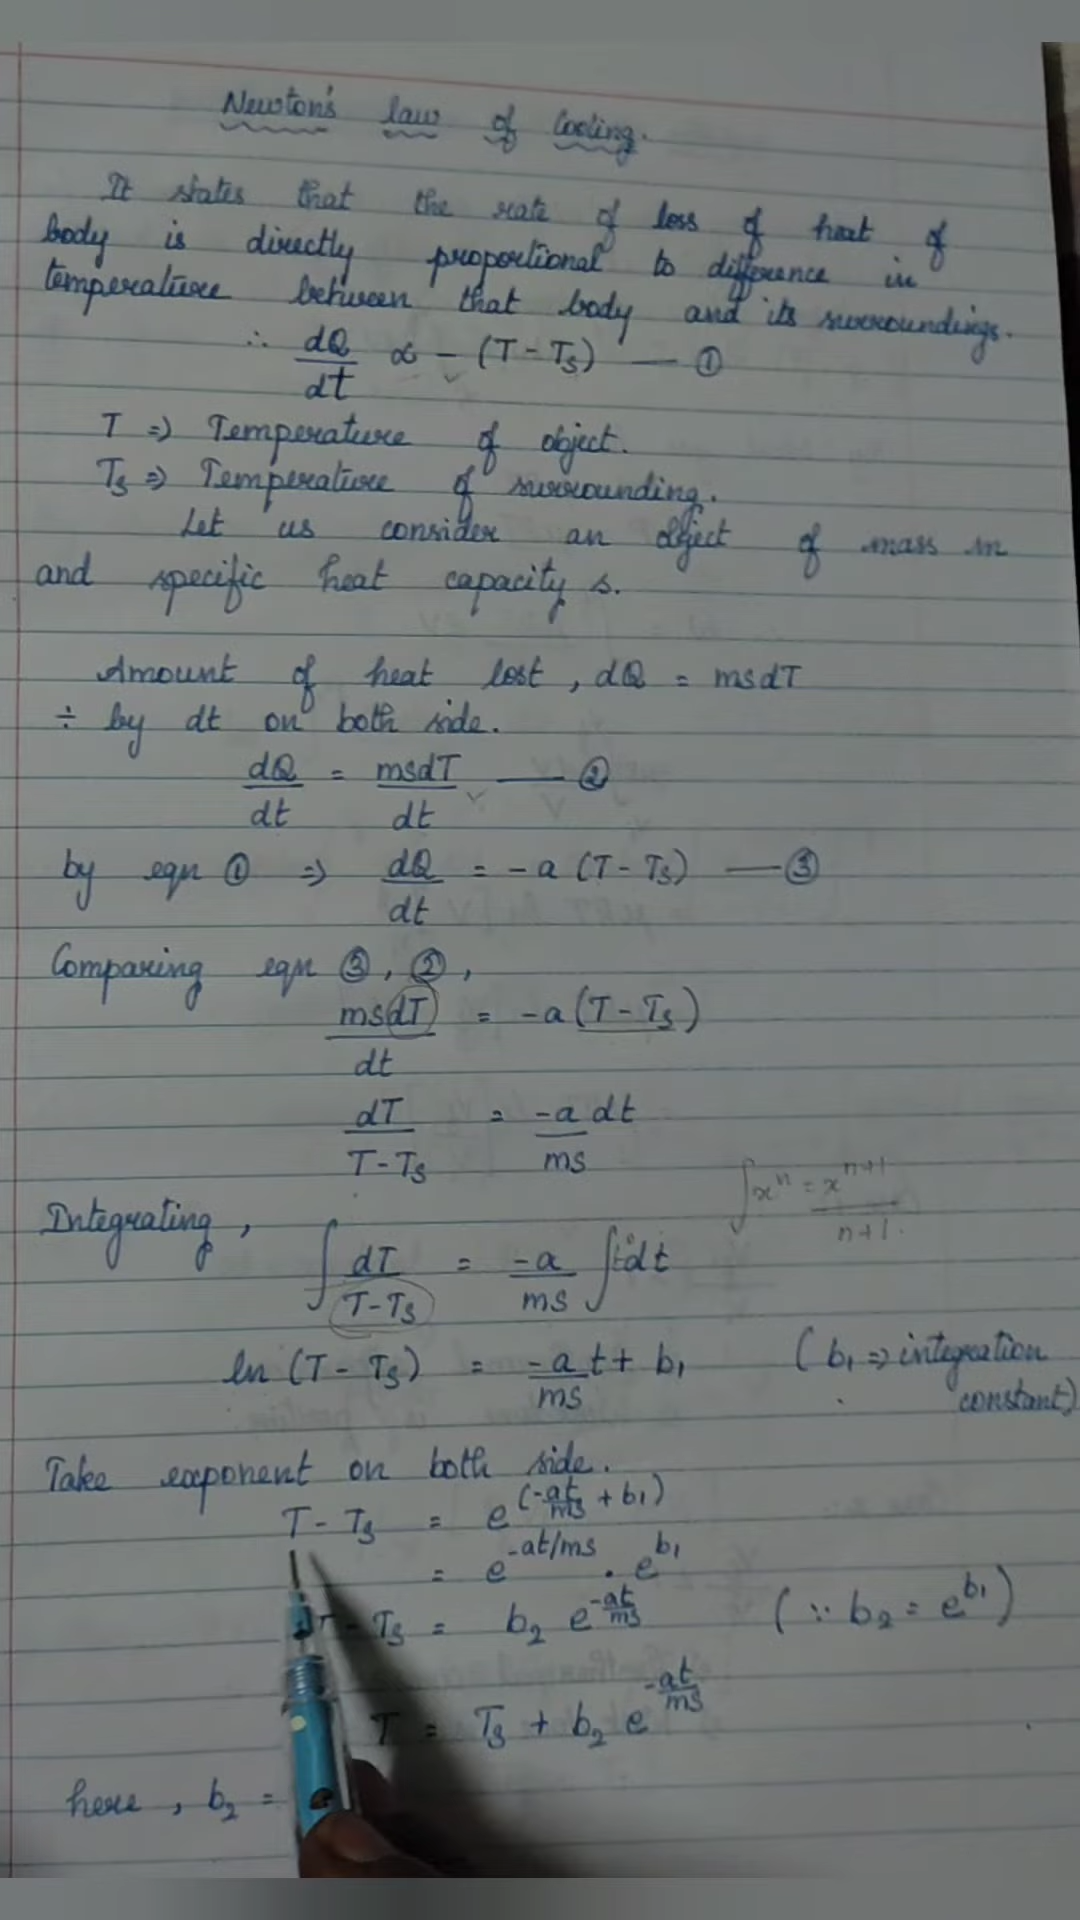 Newton's law of Cooling.
It states that the rate of loss of heat of
body is directly proportional to difference in
temperature between that body and its surroundings.
∴ dQ/dt ∝ - (T - Ts) — ①
T ⇒ Temperature of object.
Ts ⇒ Temperature of surrounding.
Let us consider an object of mass m
and specific heat capacity s.
Amount of heat lost, dQ = msdT
÷ by dt on both side.
dQ/dt = msdT/dt — ②
by eqn ① ⇒ dQ/dt = -a (T - Ts) — ③
Comparing eqn ③, ②,
msdT/dt = -a (T - Ts)
dT/(T - Ts) = -a/ms dt
∫xⁿ = xⁿ⁺¹/n+1.
Integrating,
∫ dT/(T - Ts) = -a/ms ∫t⁰dt
ln (T - Ts) = -a/ms t + b₁ (b₁ ⇒ integration
constant)
Take exponent on both side.
T - Ts = e^(-at/ms + b₁)
= e^-at/ms . e^b₁
T - Ts = b₂ e^-at/ms (∵ b₂ = e^b₁)
T = Ts + b₂ e^-at/ms
here, b₂ =